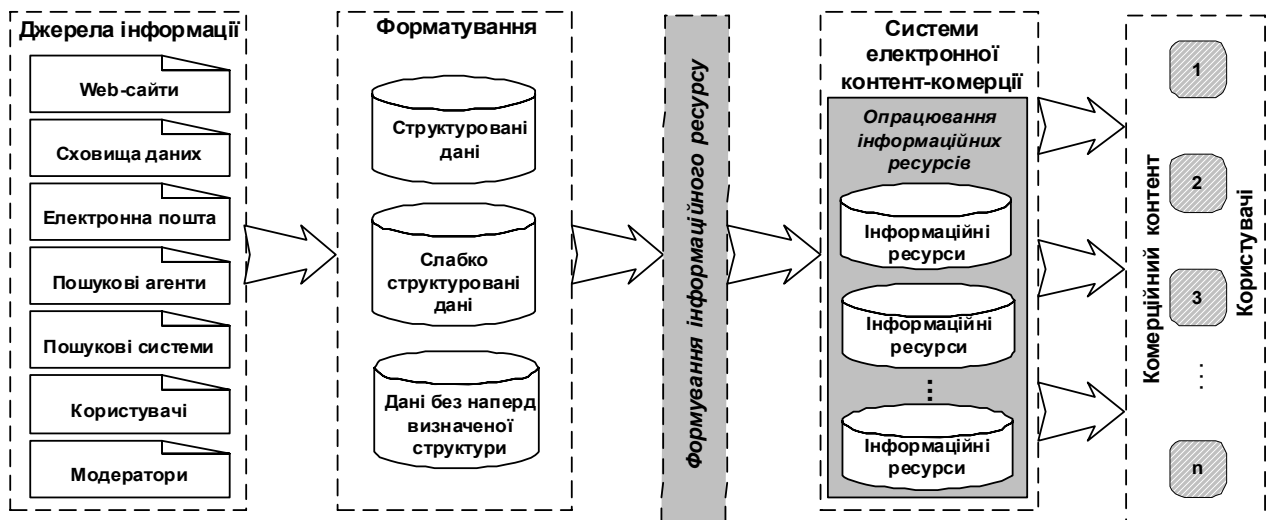 Джерела інформації
Web-сайти
Сховища даних
Електронна пошта
Пошукові агенти
Пошукові системи
Користувачі
Модератори
Форматування
Структуровані
дані
Слабко
структуровані
дані
Дані без наперд
визначеної
структури
Формування інформаційного ресурсу
Системи
електронної
контент-комерції
Опрацювання
інформаційних
ресурсів
Інформаційні
ресурси
Інформаційні
ресурси
...
Інформаційні
ресурси
Комерційний контент
1
2
3
...
n
Користувачі